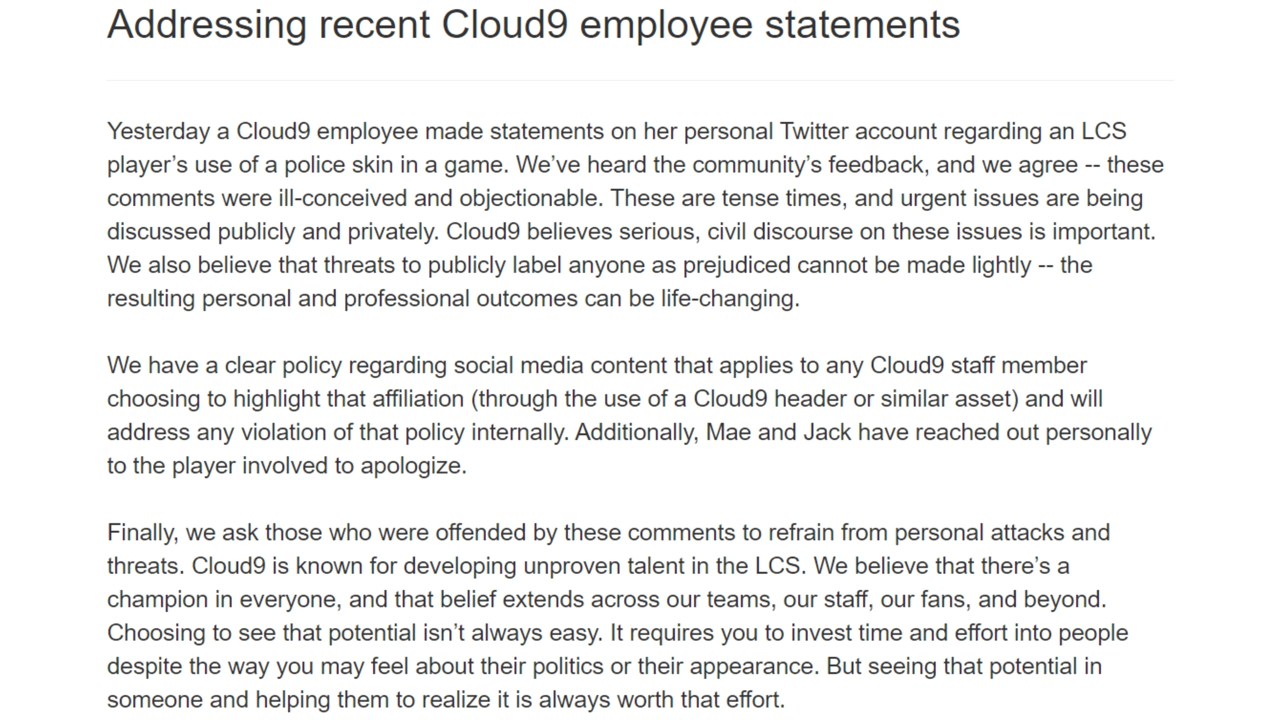 Addressing recent Cloud9 employee statements
Yesterday a Cloud9 employee made statements on her personal Twitter account regarding an LCS
player’s use of a police skin in a game. We’ve heard the community’s feedback, and we agree -- these
comments were ill-conceived and objectionable. These are tense times, and urgent issues are being
discussed publicly and privately. Cloud9 believes serious, civil discourse on these issues is important.
We also believe that threats to publicly label anyone as prejudiced cannot be made lightly -- the
resulting personal and professional outcomes can be life-changing.
We have a clear policy regarding social media content that applies to any Cloud9 staff member
choosing to highlight that affiliation (through the use of a Cloud9 header or similar asset) and will
address any violation of that policy internally. Additionally, Mae and Jack have reached out personally
to the player involved to apologize.
Finally, we ask those who were offended by these comments to refrain from personal attacks and
threats. Cloud9 is known for developing unproven talent in the LCS. We believe that there’s a
champion in everyone, and that belief extends across our teams, our staff, our fans, and beyond.
Choosing to see that potential isn’t always easy. It requires you to invest time and effort into people
despite the way you may feel about their politics or their appearance. But seeing that potential in
someone and helping them to realize it is always worth that effort.